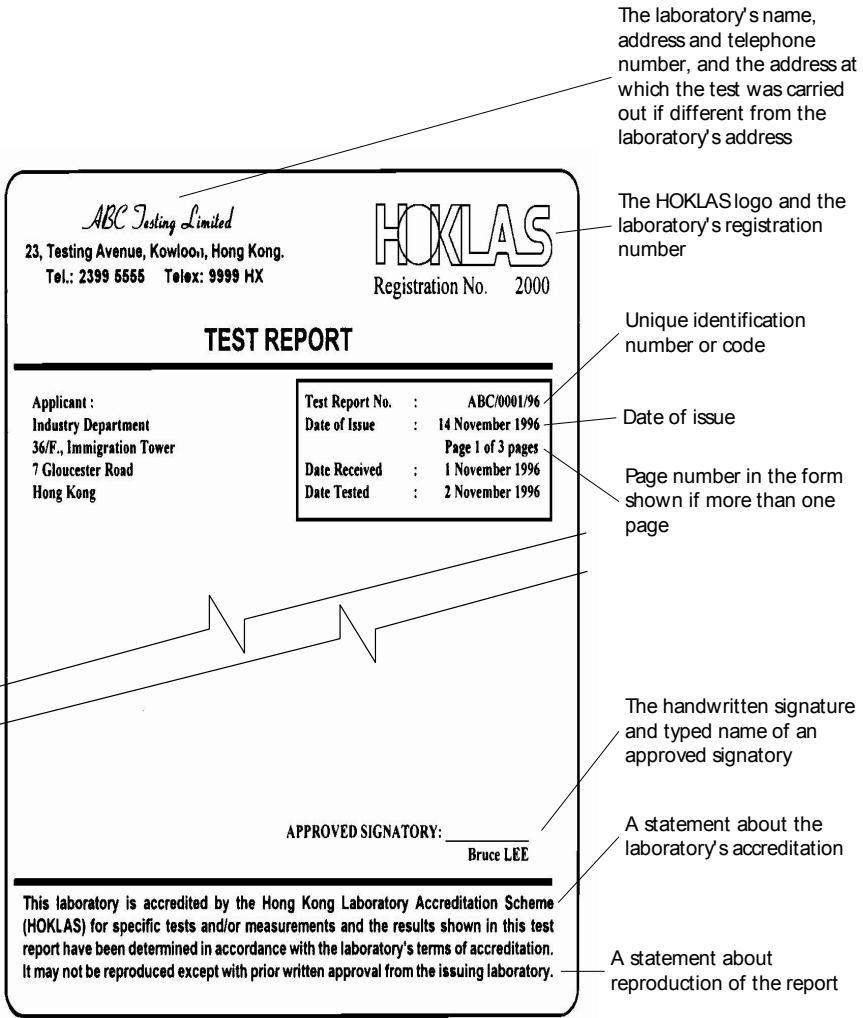 The laboratory's name,
address and telephone
number, and the address at
which the test was carried
out if different from the
laboratory's address
ABC Testing Limited
23, Testing Avenue, Kowloon, Hong Kong.
Tel.: 2399 5555 Telex: 9999 HX
HOKLAS
Registration No. 2000
The HOKLAS logo and the
laboratory's registration
number
TEST REPORT
Unique identification
number or code
Applicant :
Industry Department
36/F., Immigration Tower
7 Gloucester Road
Hong Kong
Test Report No. : ABC/0001/96
Date of Issue : 14 November 1996
Page 1 of 3 pages
Date Received : 1 November 1996
Date Tested : 2 November 1996
Date of issue
Page number in the form
shown if more than one
page
The handwritten signature
and typed name of an
approved signatory
APPROVED SIGNATORY:
Bruce LEE
A statement about the
laboratory's accreditation
This laboratory is accredited by the Hong Kong Laboratory Accreditation Scheme
(HOKLAS) for specific tests and/or measurements and the results shown in this test
report have been determined in accordance with the laboratory's terms of accreditation.
It may not be reproduced except with prior written approval from the issuing laboratory.
A statement about
reproduction of the report